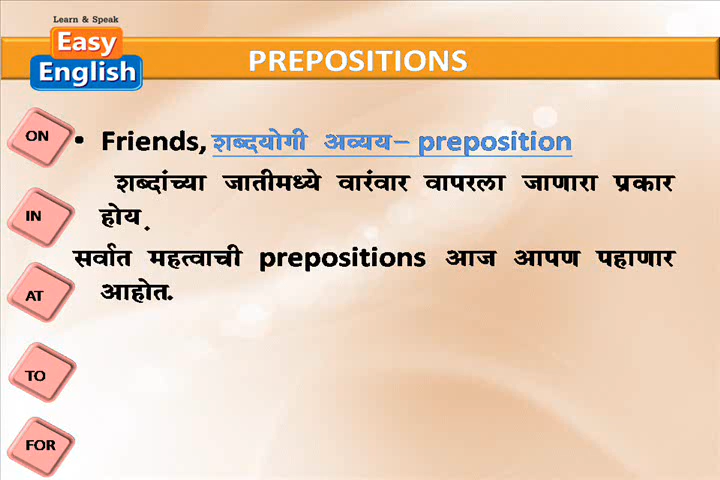 Learn & Speak
Easy
English
PREPOSITIONS
ON
• Friends, शब्दयोगी अव्यय– preposition
शब्दांच्या जातीमध्ये वारंवार वापरला जाणारा प्रकार
होय.
IN
सर्वात महत्वाची prepositions आज आपण पहाणार
आहोत.
AT
TO
FOR